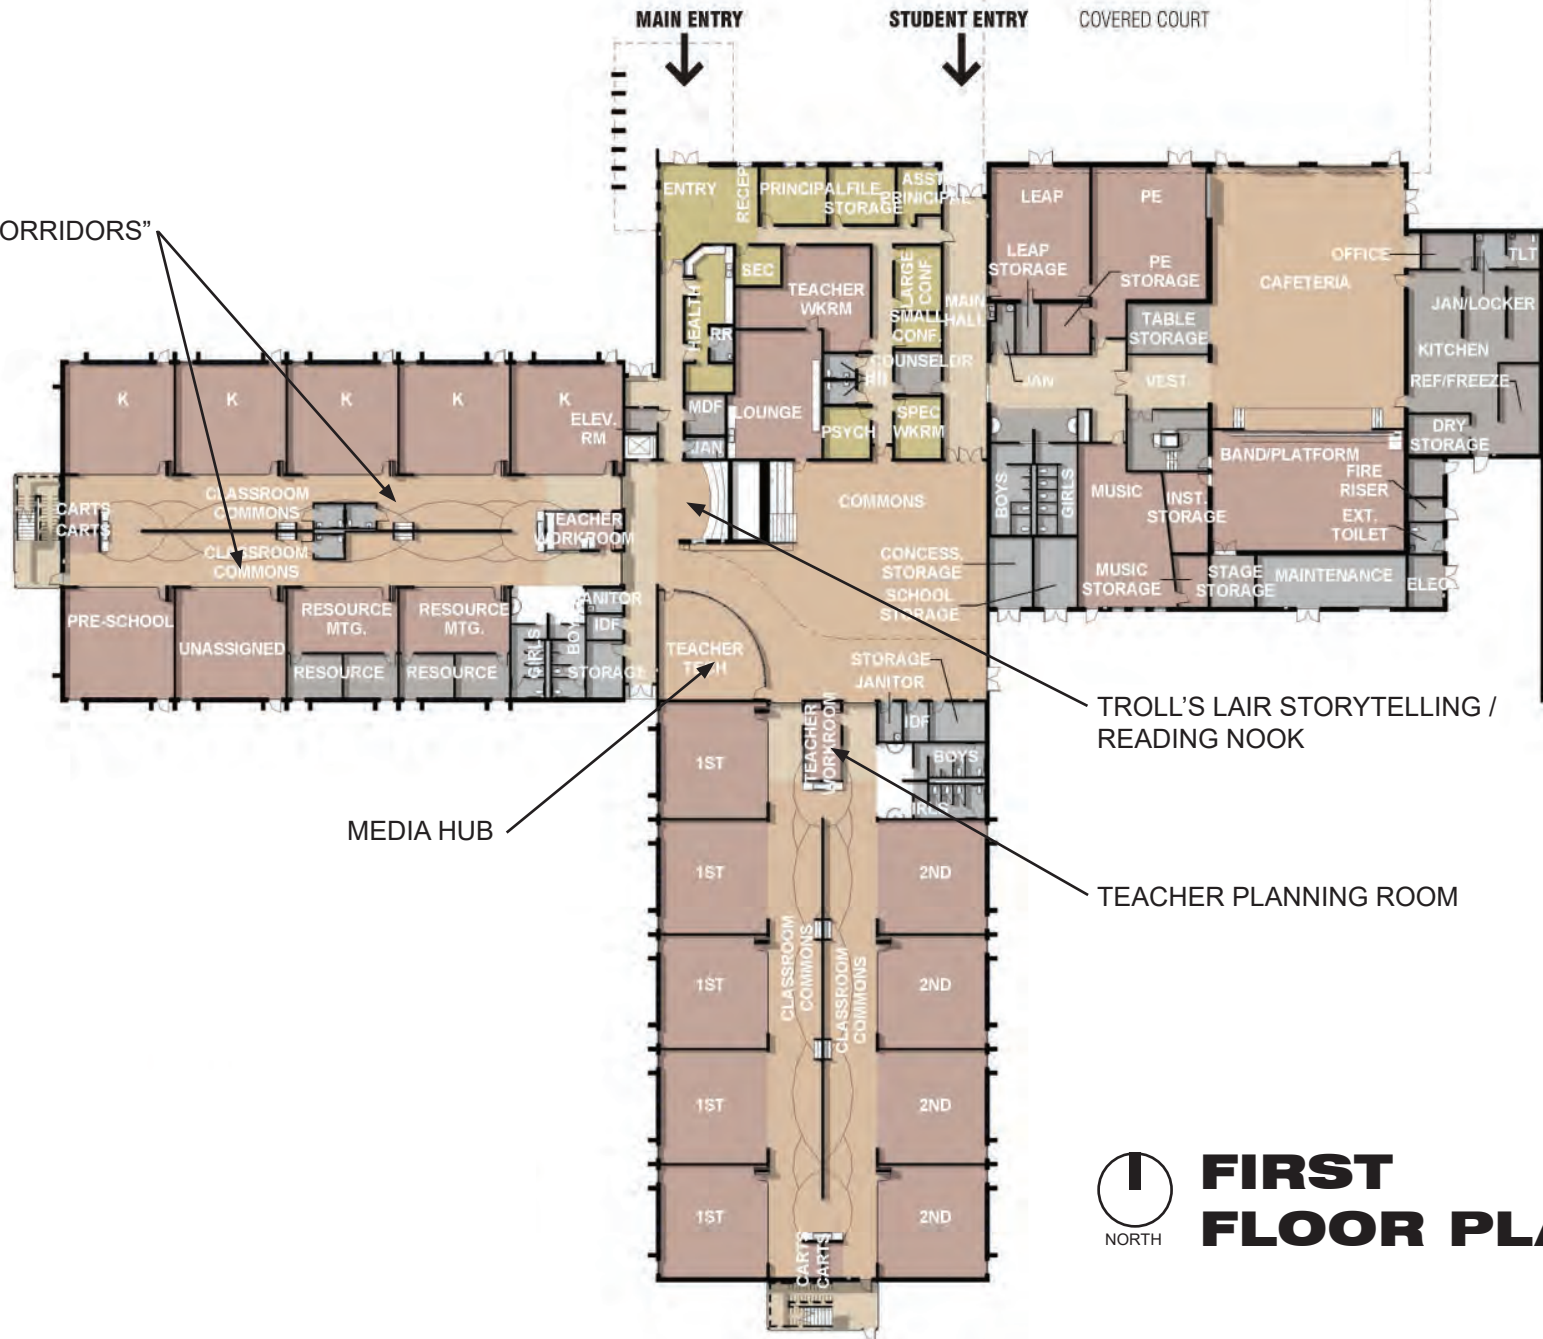 MAIN ENTRY
STUDENT ENTRY
COVERED COURT
ORRIDORS”
ENTRY
RECEP
PRINCIPAL
FILE
STORAGE
ASST
PRINICIPAL
LEAP
PE
LEAP
STORAGE
PE
STORAGE
OFFICE
TLT
CAFETERIA
JAN/LOCKER
SEC
HEALTH
TEACHER
WKRM
LARGE
CONF
SMALL
CONF.
MAIN
HALL
TABLE
STORAGE
KITCHEN
RR
COUNSELOR
JAN
VEST
REF/FREEZE
K
K
K
K
K
ELEV.
RM
MDF
LOUNGE
JAN
PSYCH
SPEC
WKRM
DRY
STORAGE
BAND/PLATFORM
FIRE
RISER
EXT.
TOILET
CLASSROOM
COMMONS
CARTS
CARTS
CLASSROOM
COMMONS
TEACHER
WORKROOM
COMMONS
BOYS
GIRLS
MUSIC
INST.
STORAGE
CONCESS.
STORAGE
SCHOOL
STORAGE
MUSIC
STORAGE
STAGE
STORAGE
MAINTENANCE
ELEC
PRE-SCHOOL
UNASSIGNED
RESOURCE
MTG.
RESOURCE
MTG.
RESOURCE
RESOURCE
GIRLS
BOYS
JANITOR
IDF
STORAGE
TEACHER
TECH
STORAGE
JANITOR
IDF
TROLL’S LAIR STORYTELLING /
READING NOOK
TEACHER
WORKROOM
BOYS
1ST
MEDIA HUB
TEACHER PLANNING ROOM
1ST
2ND
CLASSROOM
COMMONS
CLASSROOM
COMMONS
1ST
2ND
1ST
2ND
1ST
2ND
CARTS
CARTS
NORTH
FIRST
FLOOR PLA